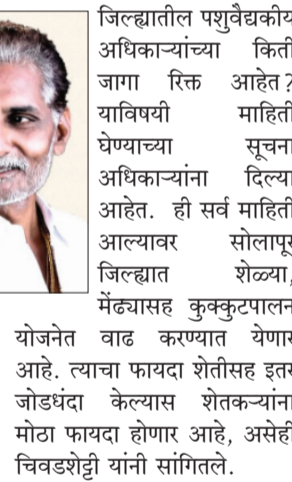 जिल्ह्यातील पशुवैद्यकीय
अधिकाऱ्यांच्या किती
जागा रिक्त आहेत?
याविषयी माहिती
घेण्याच्या सूचना
अधिकाऱ्यांना दिल्या
आहेत. ही सर्व माहिती
आल्यावर सोलापूर
जिल्ह्यात शेळ्या,
मेंढ्यासह कुक्कुटपालन
योजनेत वाढ करण्यात येणार
आहे. त्याचा फायदा शेतीसह इतर
जोडधंदा केल्यास शेतकऱ्यांना
मोठा फायदा होणार आहे, असेही
चिवडशेट्टी यांनी सांगितले.